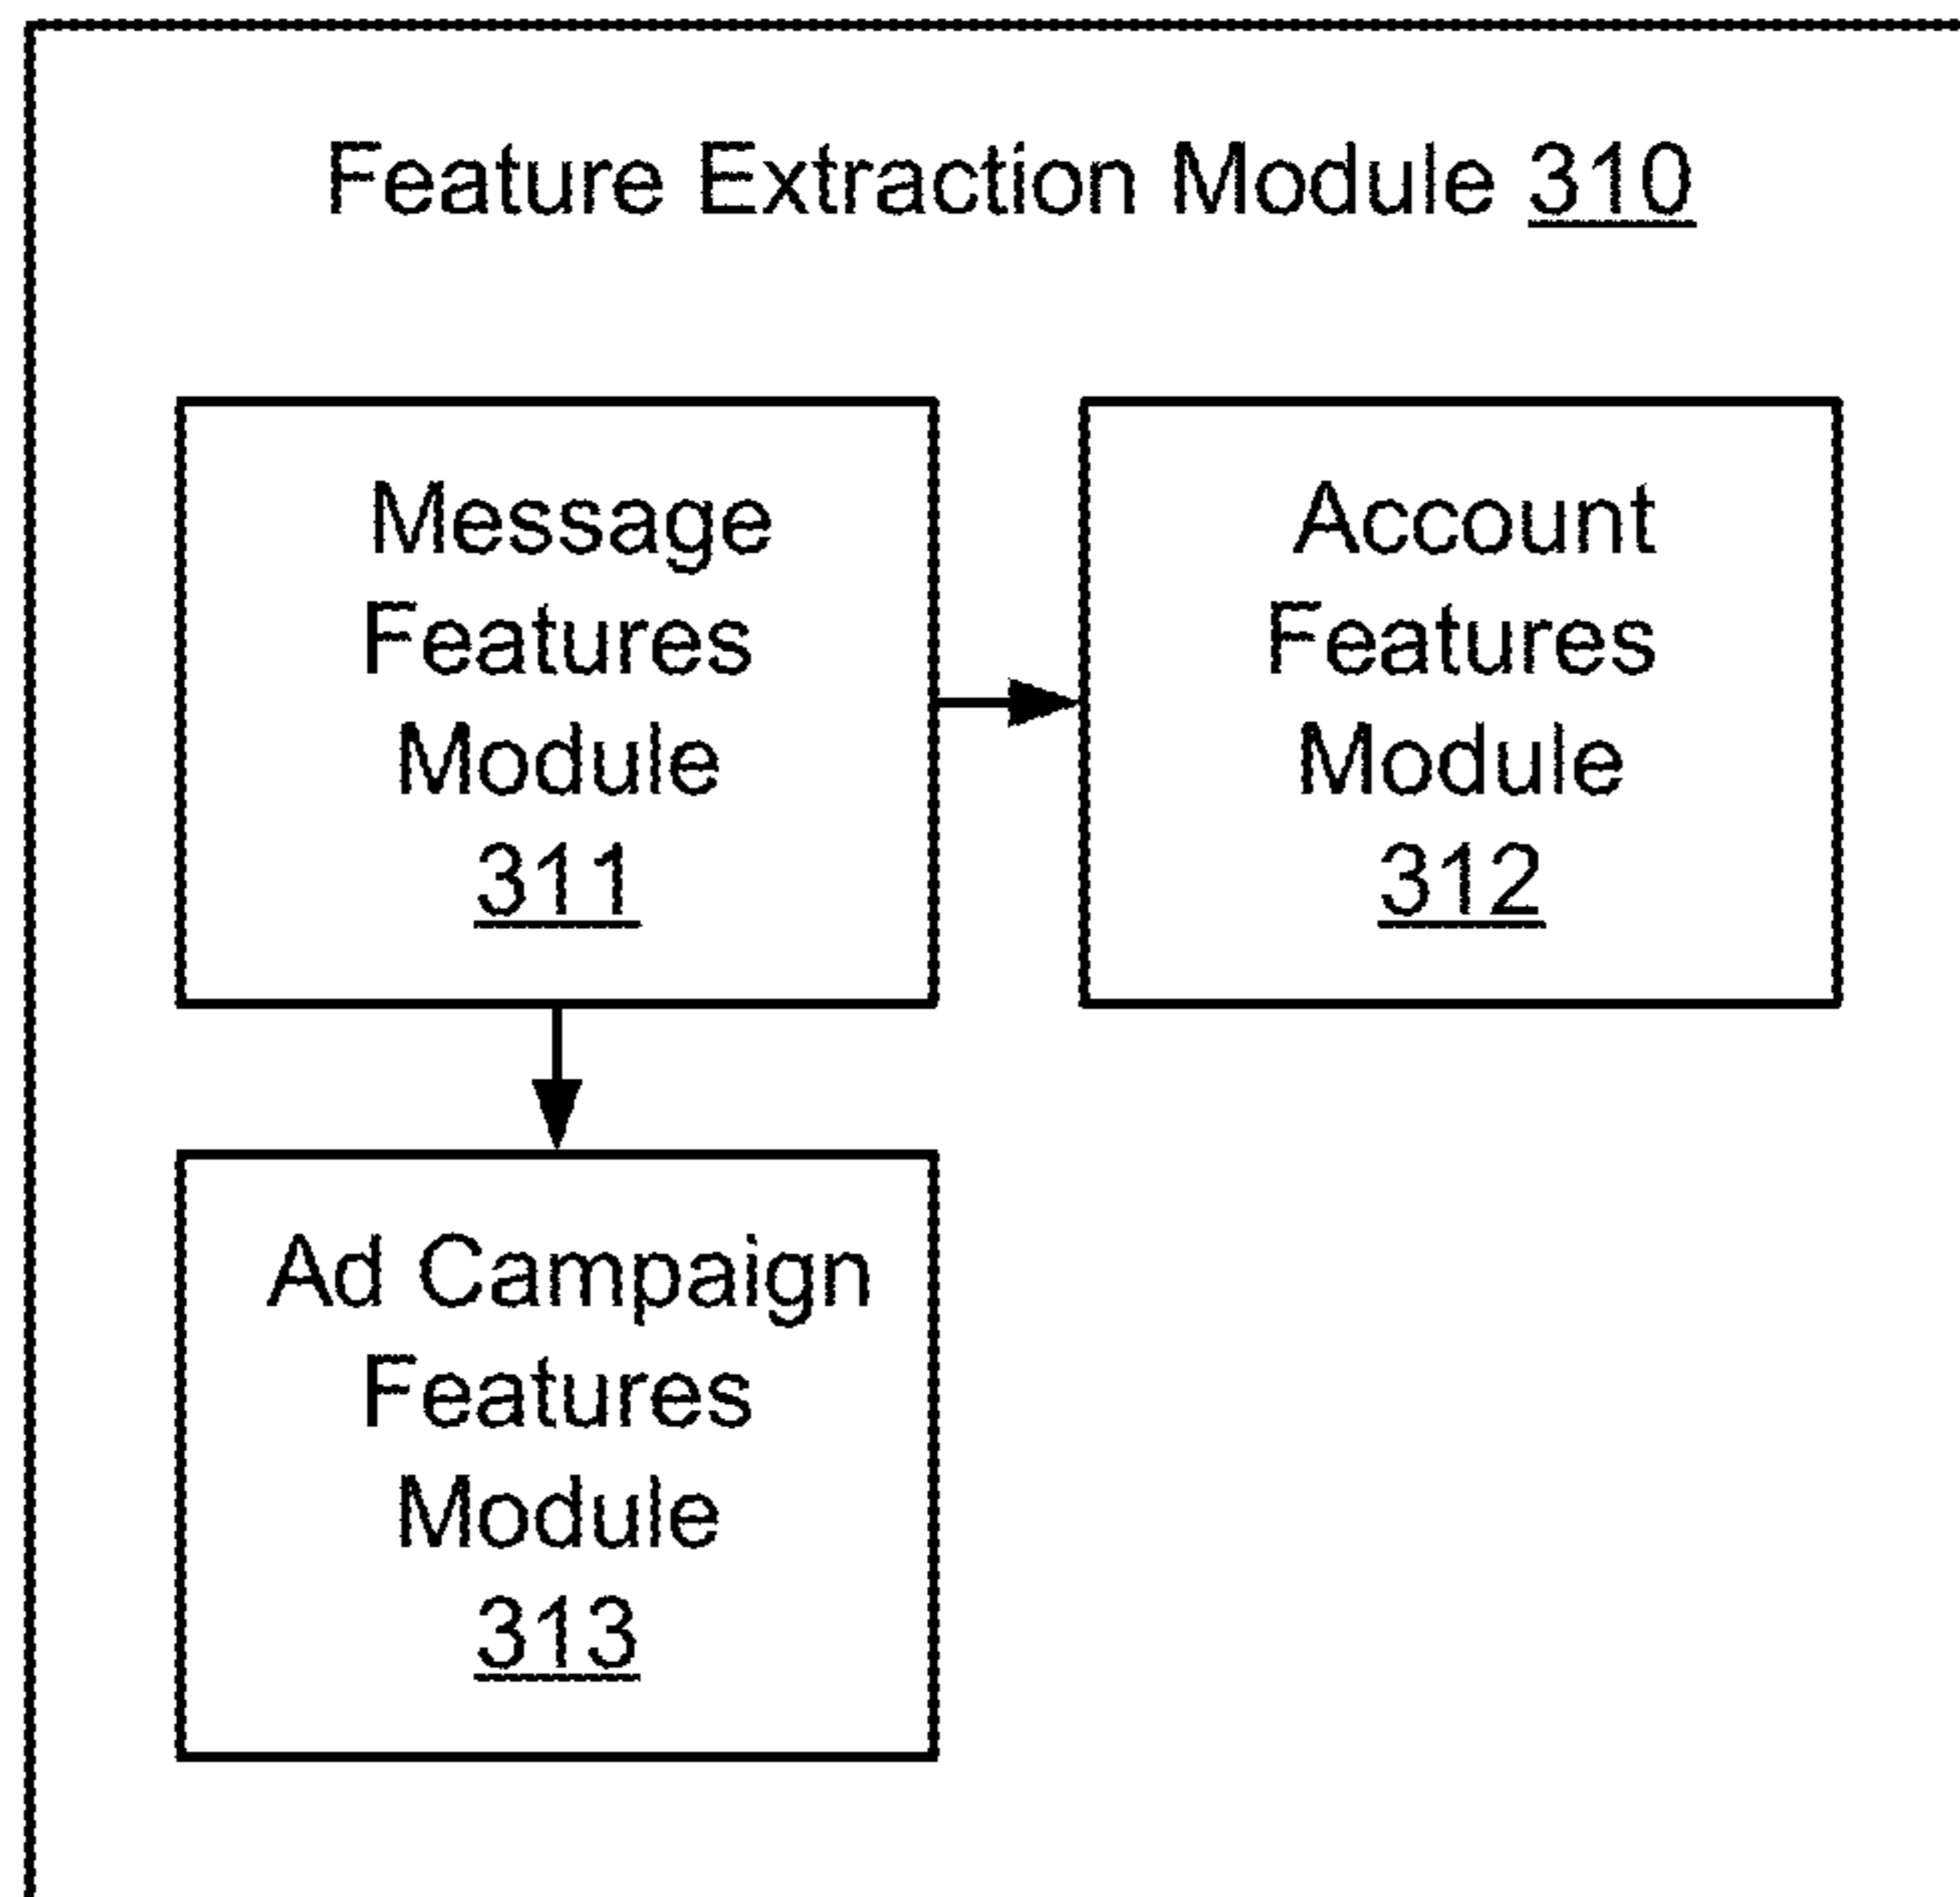 Feature Extraction Module 310
Message
Features
Module
311
Account
Features
Module
312
Ad Campaign
Features
Module
313